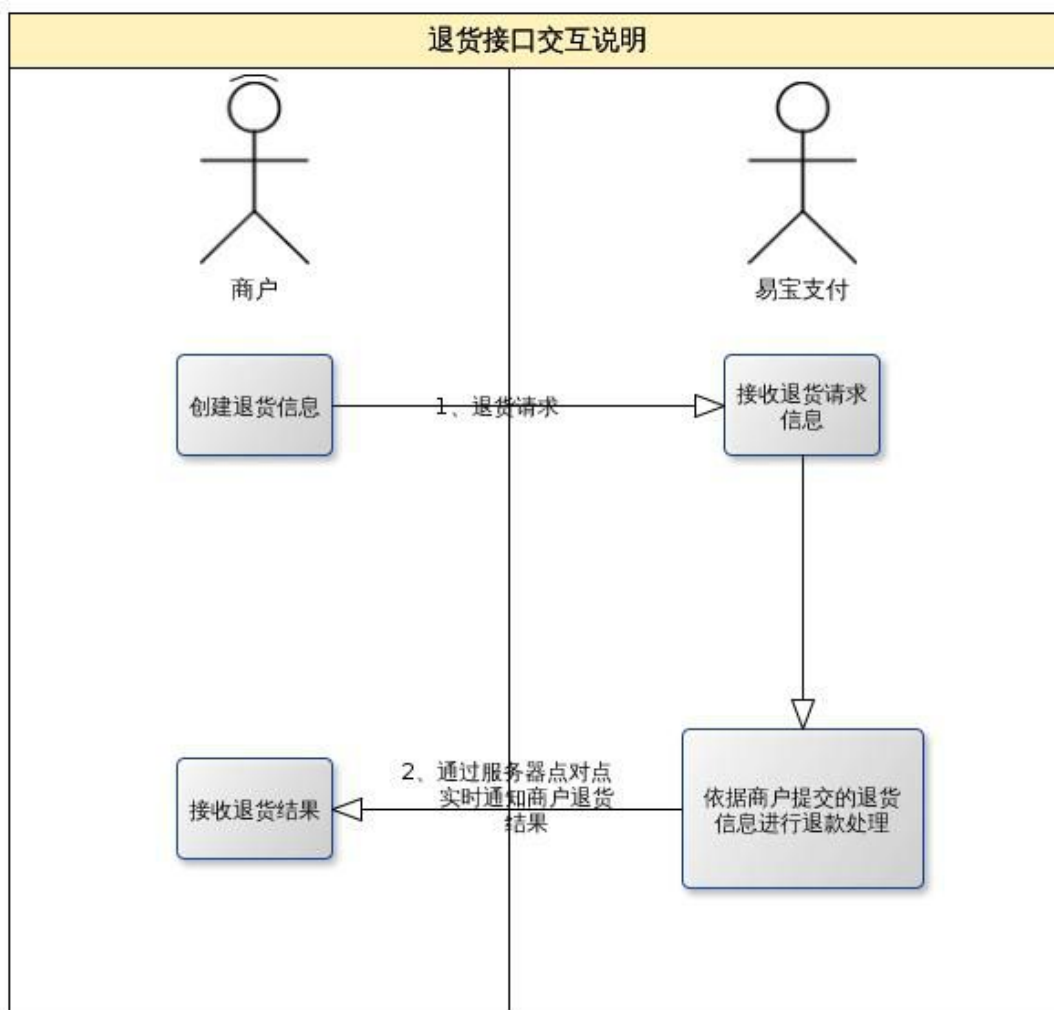 退货接口交互说明
商户
易宝支付
创建退货信息
1、退货请求
接收退货请求
信息
接收退货结果
2、通过服务器点对点
实时通知商户退货
结果
依据商户提交的退货
信息进行退款处理